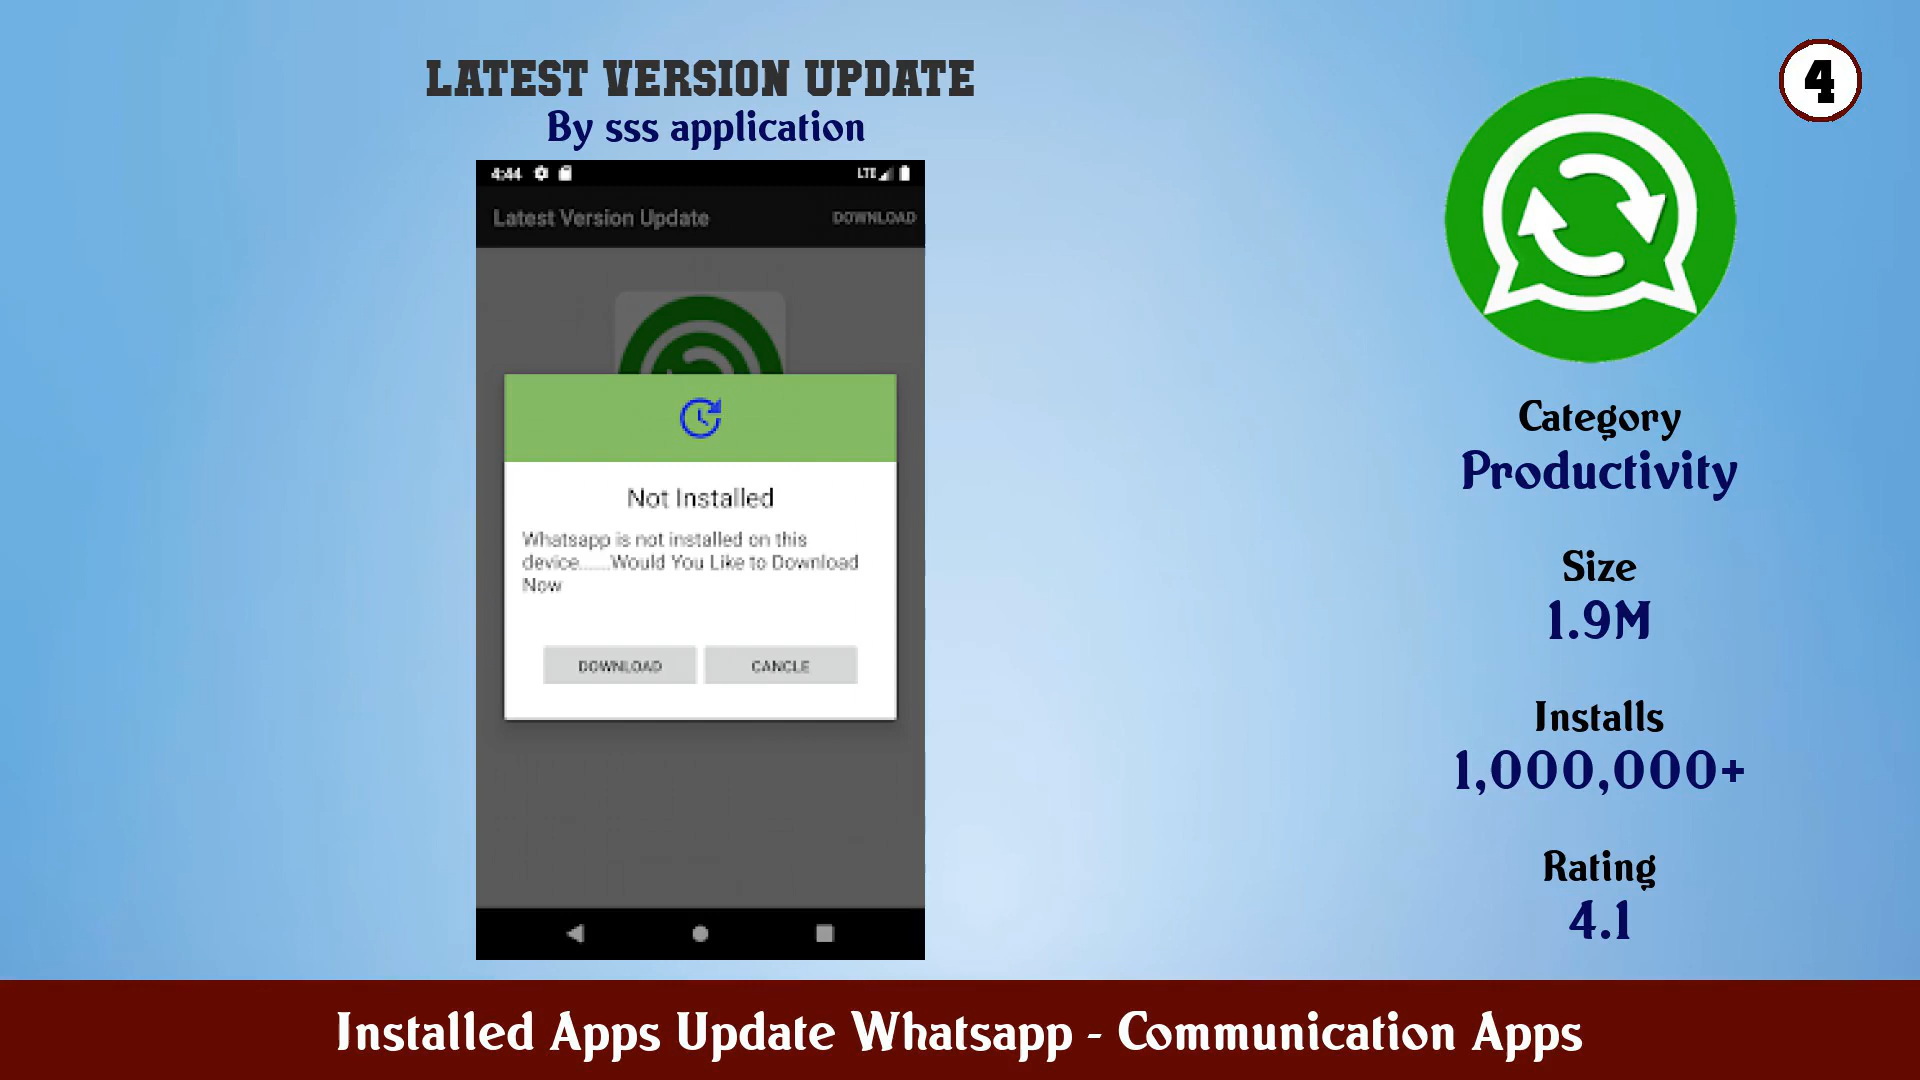 LATEST VERSION UPDATE
By sss application
4
4:44
LTE
Latest Version Update
DOWNLOAD
Not Installed
Whatsapp is not installed on this
device......Would You Like to Download
Now
DOWNLOAD
CANCLE
Category
Productivity
Size
1.9M
Installs
1,000,000+
Rating
4.1
Installed Apps Update Whatsapp - Communication Apps